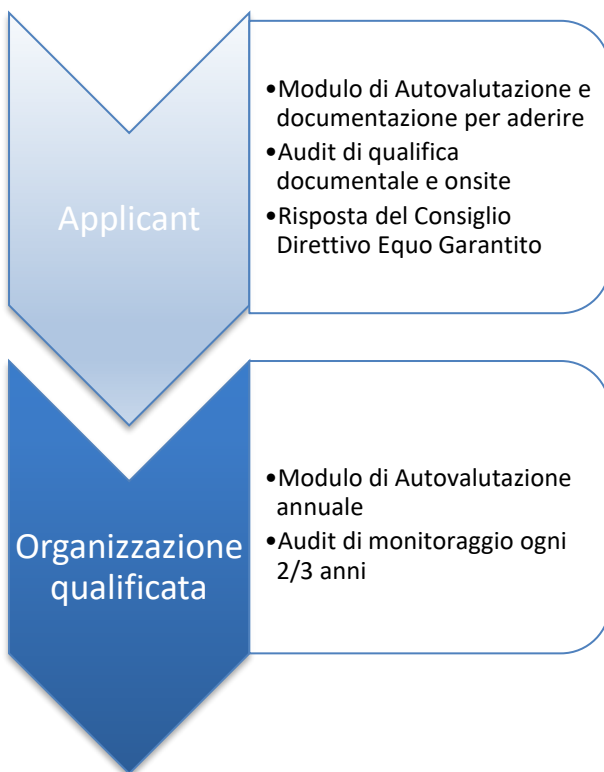 Applicant
•Modulo di Autovalutazione e
documentazione per aderire
•Audit di qualifica
documentale e onsite
•Risposta del Consiglio
Direttivo Equo Garantito
Organizzazione
qualificata
•Modulo di Autovalutazione
annuale
•Audit di monitoraggio ogni
2/3 anni